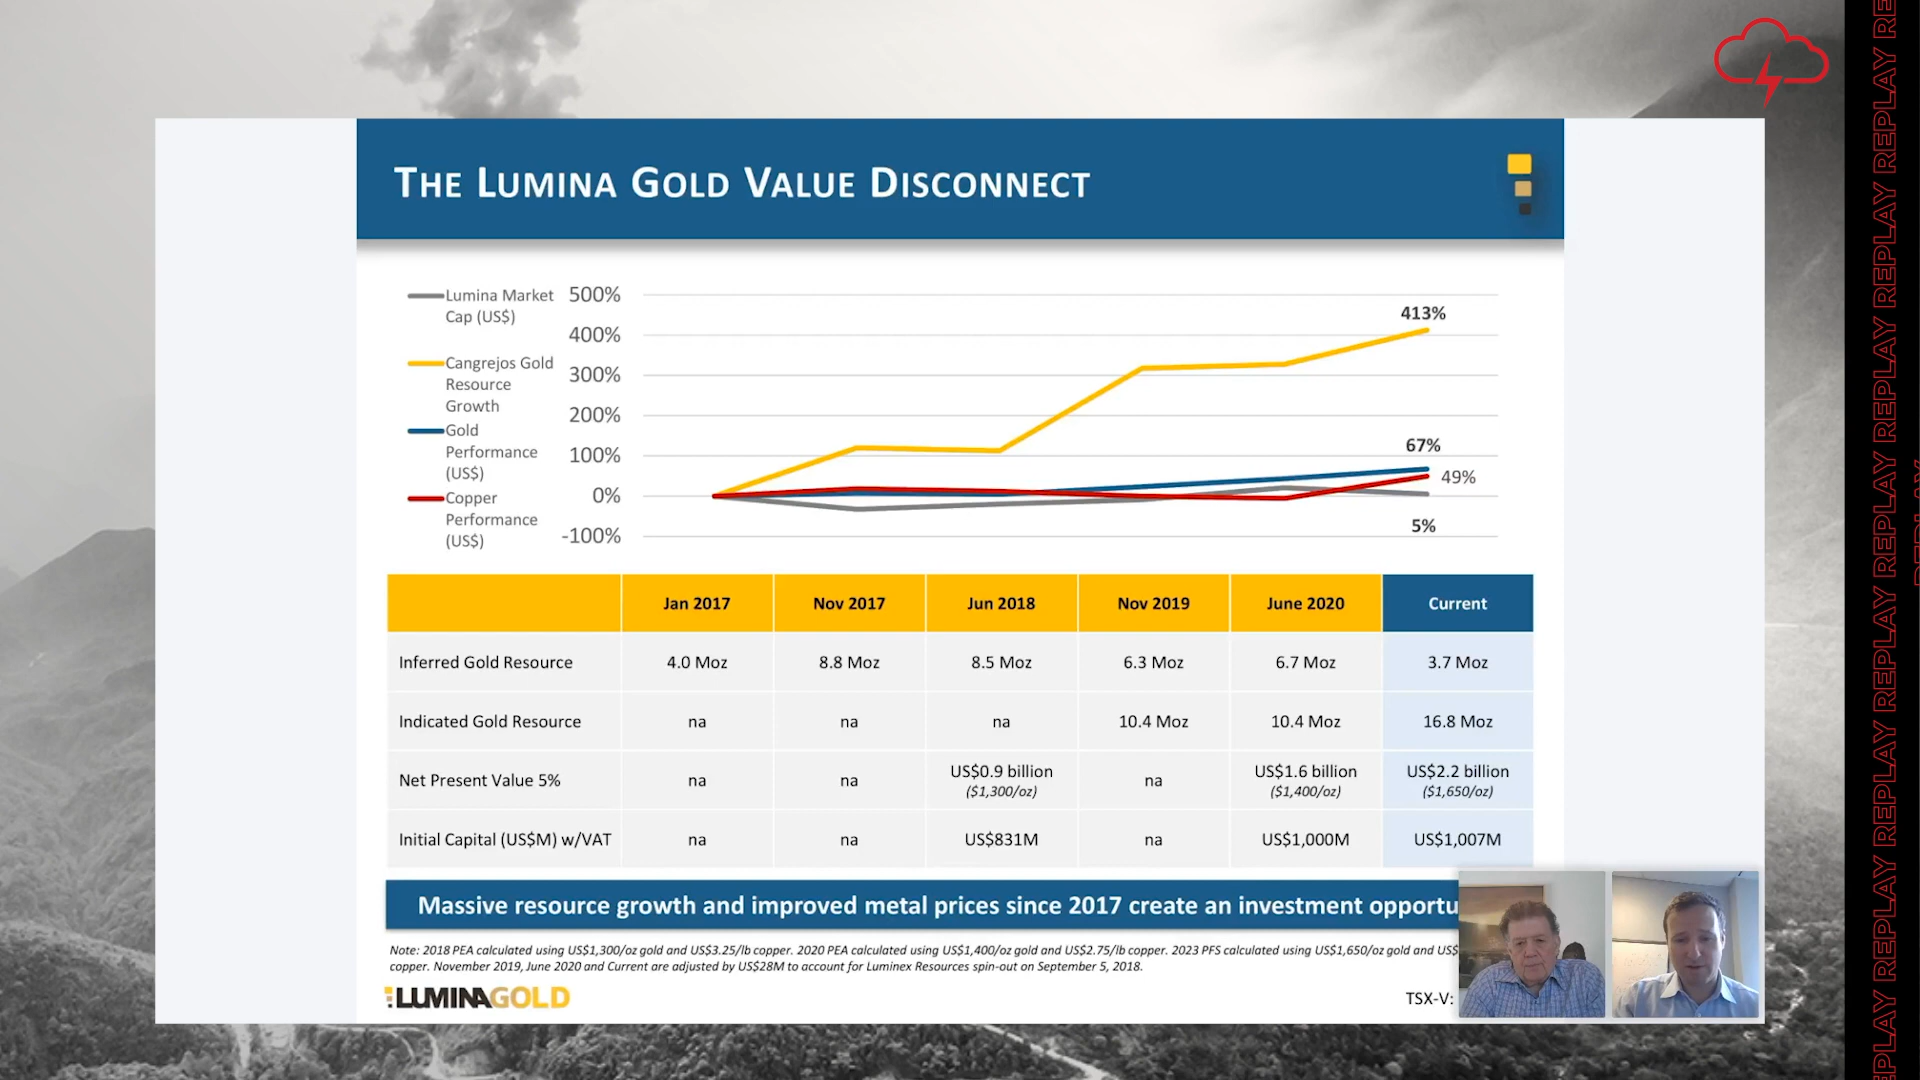 THE LUMINA GOLD VALUE DISCONNECT
Lumina Market
Cap (US$)
Cangrejos Gold
Resource
Growth
Gold
Performance
(US$)
Copper
Performance
(US$)
500%
400%
300%
200%
100%
0%
-100%
413%
67%
49%
5%
Jan 2017 Nov 2017 Jun 2018 Nov 2019 June 2020 Current
Inferred Gold Resource 4.0 Moz 8.8 Moz 8.5 Moz 6.3 Moz 6.7 Moz 3.7 Moz
Indicated Gold Resource na na na 10.4 Moz 10.4 Moz 16.8 Moz
Net Present Value 5% na na US$0.9 billion ($1,300/oz) na US$1.6 billion ($1,400/oz) US$2.2 billion ($1,650/oz)
Initial Capital (US$M) w/VAT na na US$831M na US$1,000M US$1,007M
Massive resource growth and improved metal prices since 2017 create an investment opportu
Note: 2018 PEA calculated using US$1,300/oz gold and US$3.25/lb copper. 2020 PEA calculated using US$1,400/oz gold and US$2.75/lb copper. 2023 PFS calculated using US$1,650/oz gold and US$
copper. November 2019, June 2020 and Current are adjusted by US$28M to account for Luminex Resources spin-out on September 5, 2018.
LUMINAGOLD
TSX-V:
REPLAY REPLAY REPLAY REPLAY REPLAY REPLAY REPLAY REPLAY REPLAY